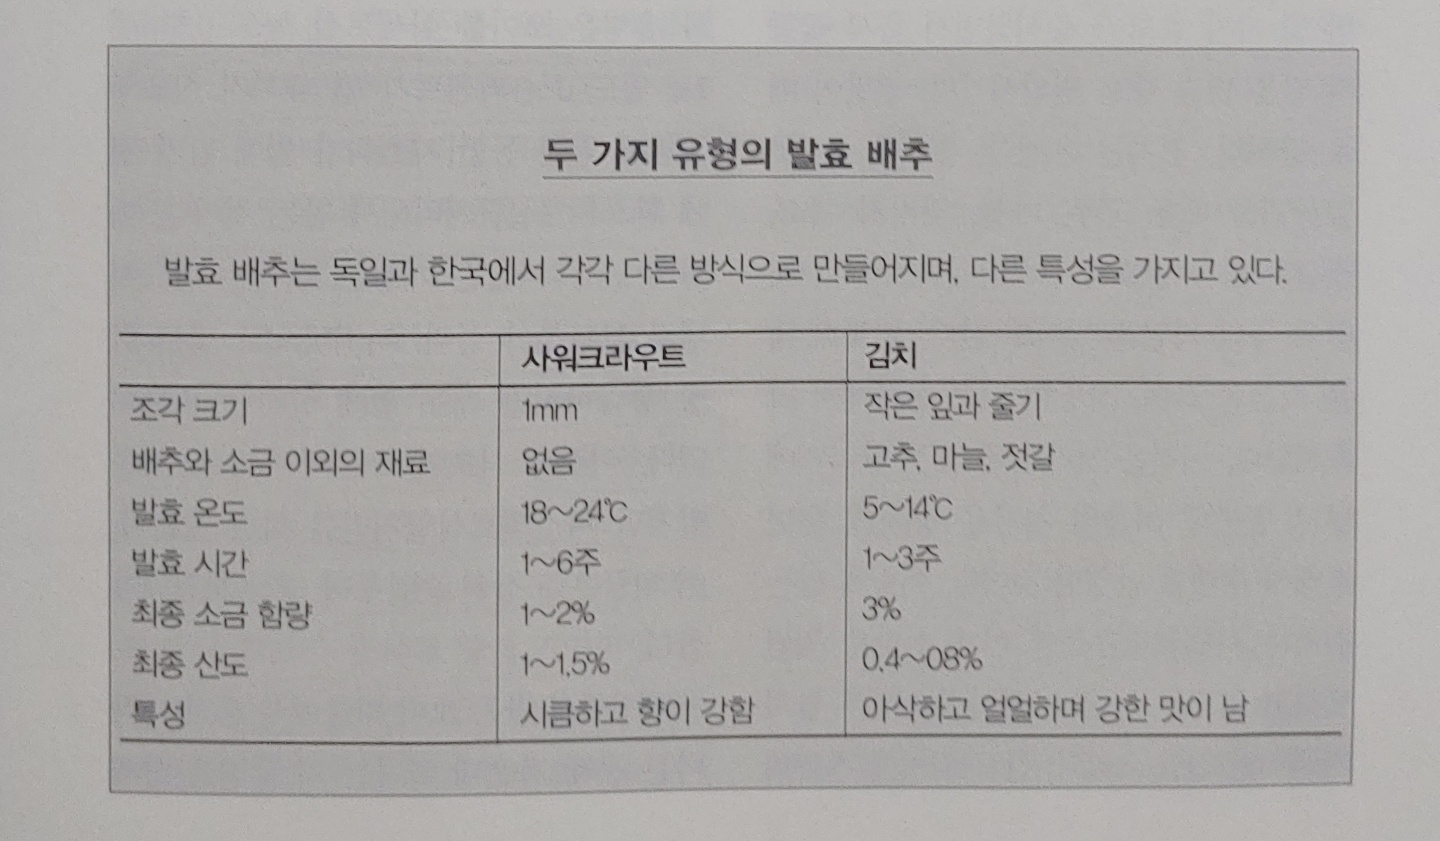 두 가지 유형의 발효 배추
발효 배추는 독일과 한국에서 각각 다른 방식으로 만들어지며, 다른 특성을 가지고 있다.
사워크라우트 김치
조각 크기 1mm 작은 잎과 줄기
배추와 소금 이외의 재료 없음 고추, 마늘, 젓갈
발효 온도 18~24℃ 5~14℃
발효 시간 1~6주 1~3주
최종 소금 함량 1~2% 3%
최종 산도 1~1.5% 0.4~08%
특성 시큼하고 향이 강함 아삭하고 얼얼하며 강한 맛이 남